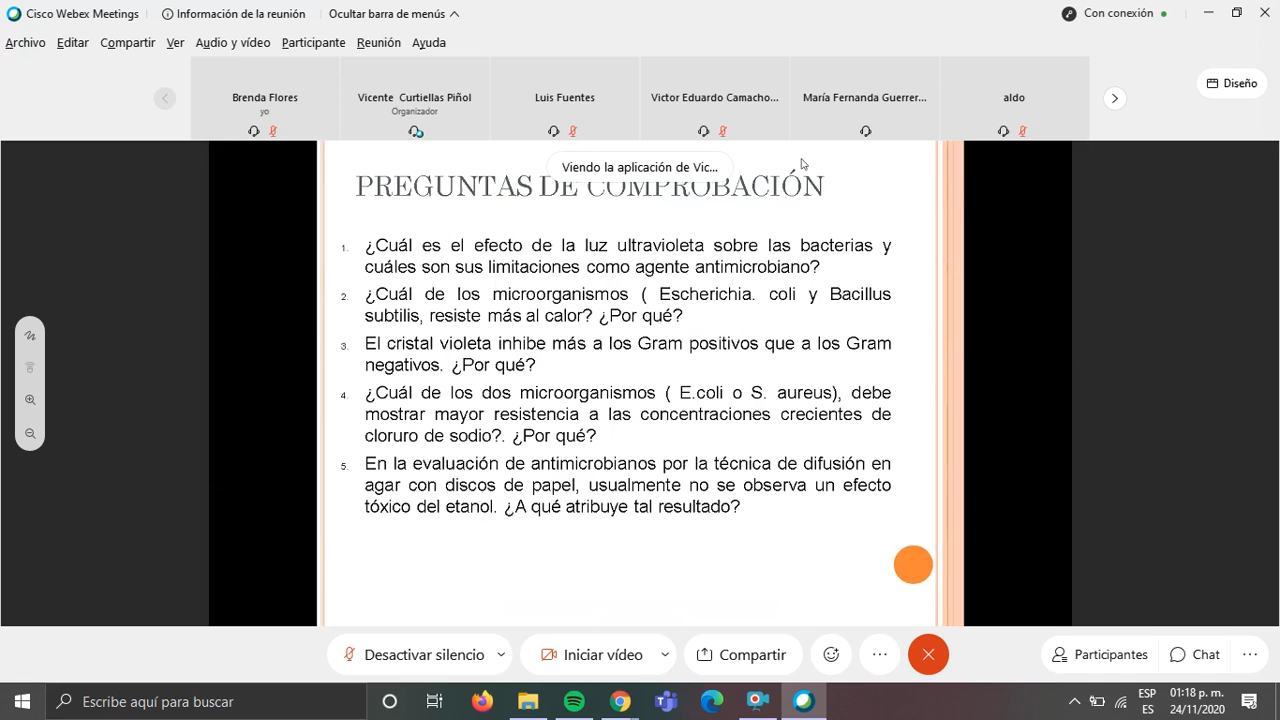 Cisco Webex Meetings
Información de la reunión
Ocultar barra de menús
Con conexión
Archivo Editar Compartir Ver Audio y vídeo Participante Reunión Ayuda
Brenda Flores
yo
Vicente Curtiellas Piñol
Organizador
Luis Fuentes
Victor Eduardo Camacho...
María Fernanda Guerrer...
aldo
Diseño
Viendo la aplicación de Vic...
PREGUNTAS DE COMPROBACIÓN
1. ¿Cuál es el efecto de la luz ultravioleta sobre las bacterias y
cuáles son sus limitaciones como agente antimicrobiano?
2. ¿Cuál de los microorganismos ( Escherichia. coli y Bacillus
subtilis, resiste más al calor? ¿Por qué?
3. El cristal violeta inhibe más a los Gram positivos que a los Gram
negativos. ¿Por qué?
4. ¿Cuál de los dos microorganismos ( E.coli o S. aureus), debe
mostrar mayor resistencia a las concentraciones crecientes de
cloruro de sodio?. ¿Por qué?
5. En la evaluación de antimicrobianos por la técnica de difusión en
agar con discos de papel, usualmente no se observa un efecto
tóxico del etanol. ¿A qué atribuye tal resultado?
Desactivar silencio
Iniciar vídeo
Compartir
Participantes
Chat
Escribe aquí para buscar
ESP
ES
01:18 p. m.
24/11/2020